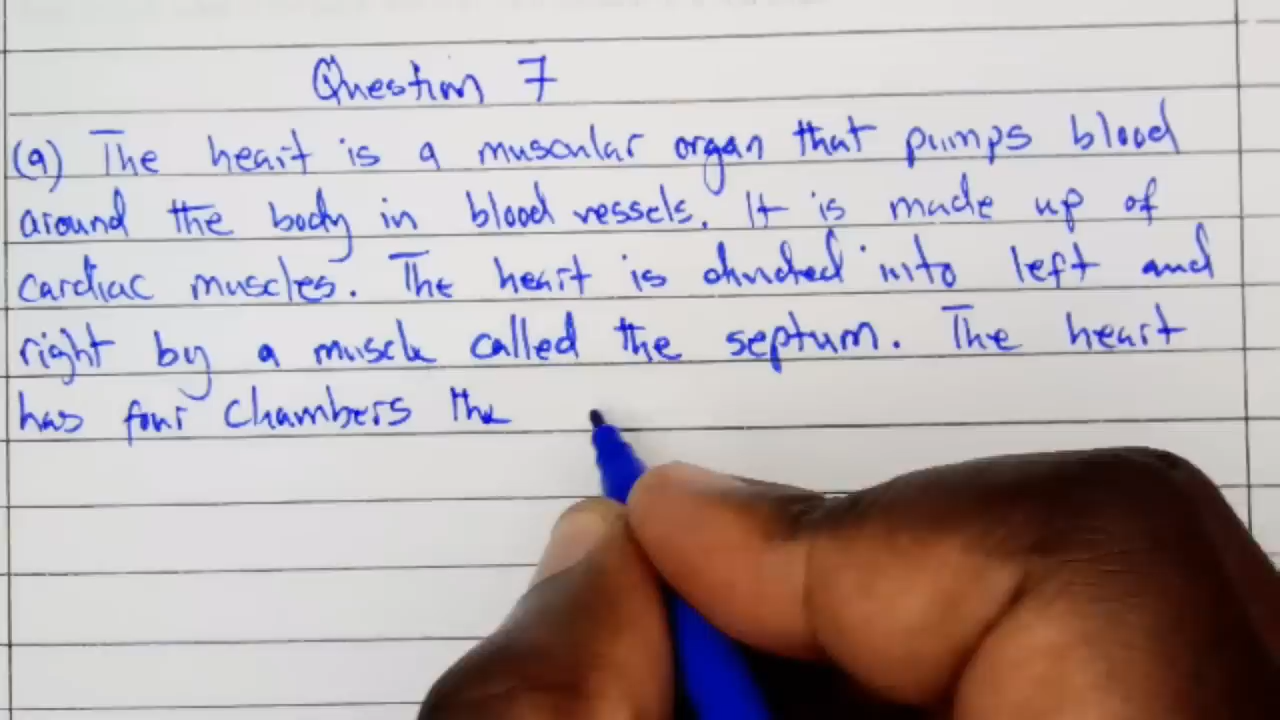 Question 7
(a) The heart is a muscular organ that pumps blood
around the body in blood vessels. It is made up of
cardiac muscles. The heart is divided into left and
right by a muscle called the septum. The heart
has four chambers the